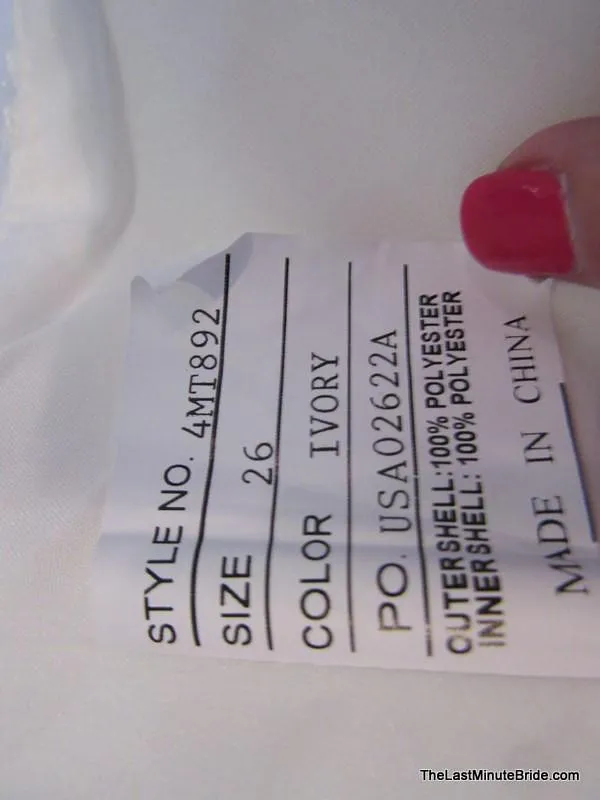 STYLE NO. 4MT892
SIZE 26
COLOR IVORY
PO. USA02622A
OUTERSHELL:100% POLYESTER
INNERSHELL: 100% POLYESTER
MADE IN CHINA
TheLastMinuteBride.com